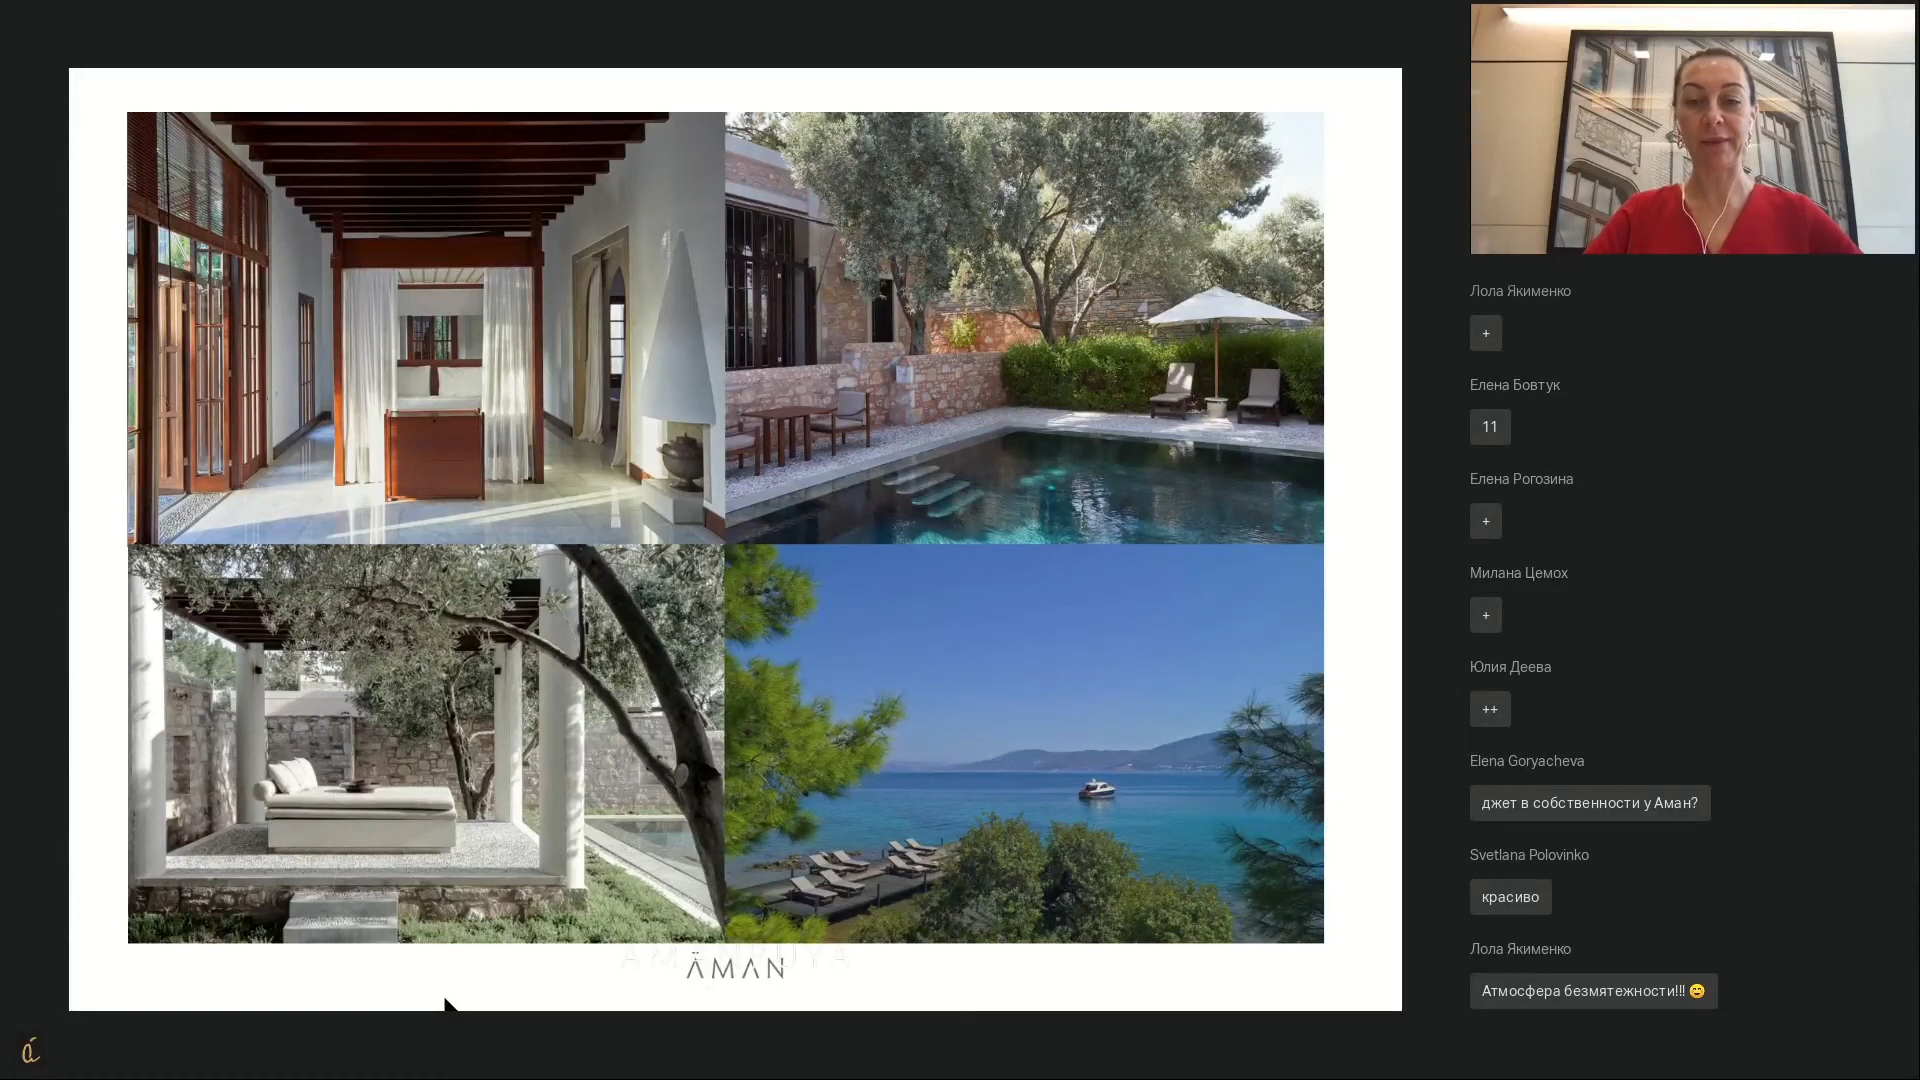 ÄMAN
Лола Якименко
+
Елена Бовтук
11
Елена Рогозина
+
Милана Цемох
+
Юлия Деева
++
Elena Goryacheva
джет в собственности у Аман?
Svetlana Polovinko
красиво
Лола Якименко
Атмосфера безмятежности!!! 😊
á